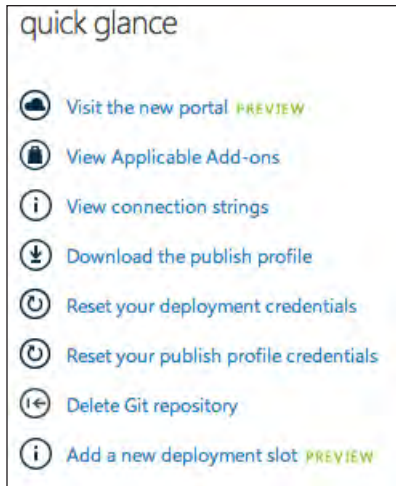 quick glance
Visit the new portal PREVIEW
View Applicable Add-ons
View connection strings
Download the publish profile
Reset your deployment credentials
Reset your publish profile credentials
Delete Git repository
Add a new deployment slot PREVIEW